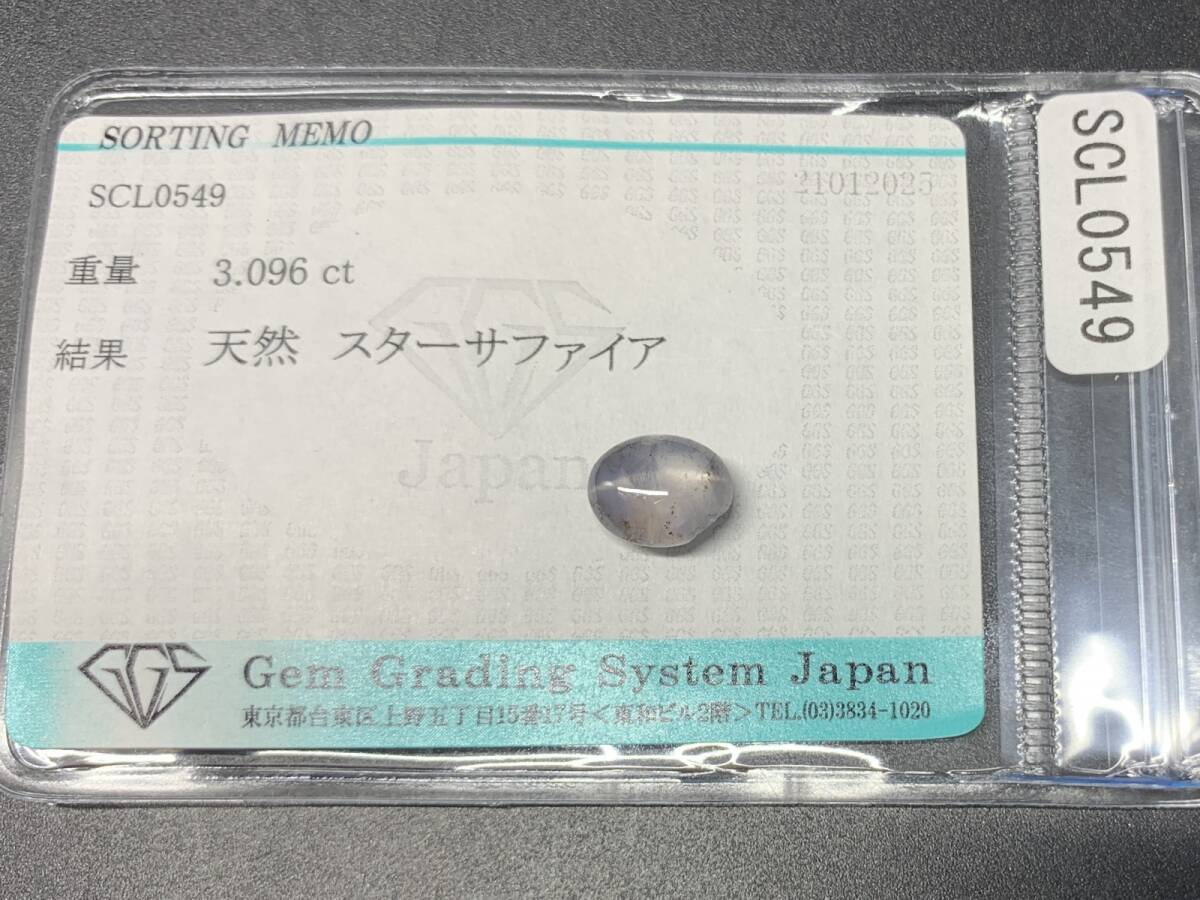 SORTING MEMO
SCL0549
21012025
重量 3.096 ct
結果 天然 スターサファイア
GGS
Japan
GGS Gem Grading System Japan
東京都台東区上野五丁目15番17号<東和ビル2階>TEL.(03)3834-1020
SCL0549